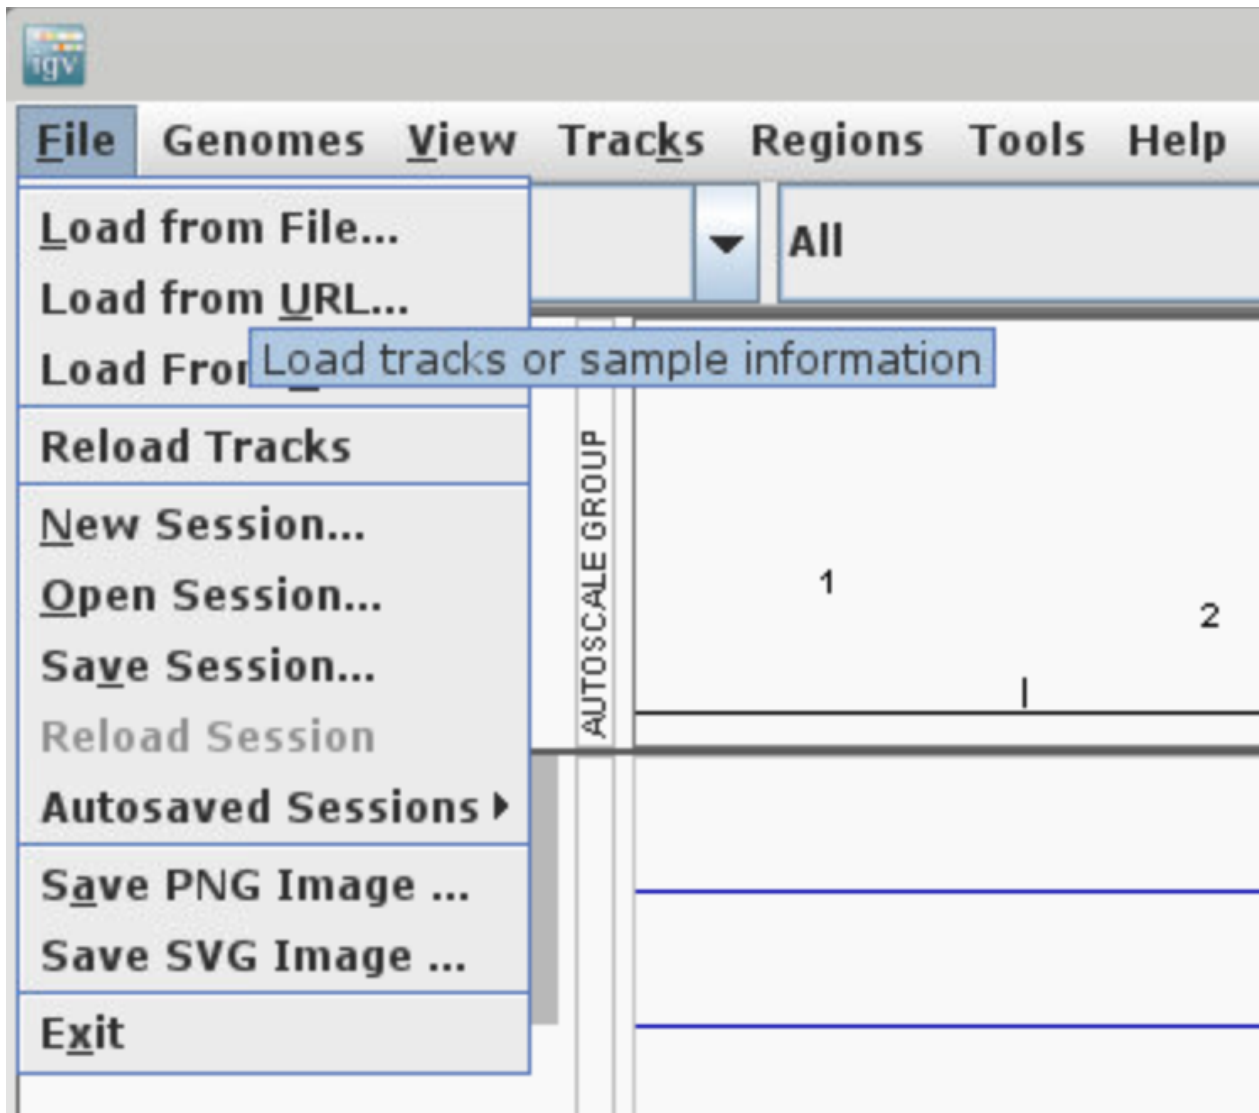 igv
File Genomes View Tracks Regions Tools Help
All
Load from File...
Load from URL...
Load
Load tracks or sample information
Reload Tracks
New Session...
Open Session...
Save Session...
Reload Session
Autosaved Sessions
Save PNG Image ...
Save SVG Image ...
Exit
AUTOSCALE GROUP
1
2